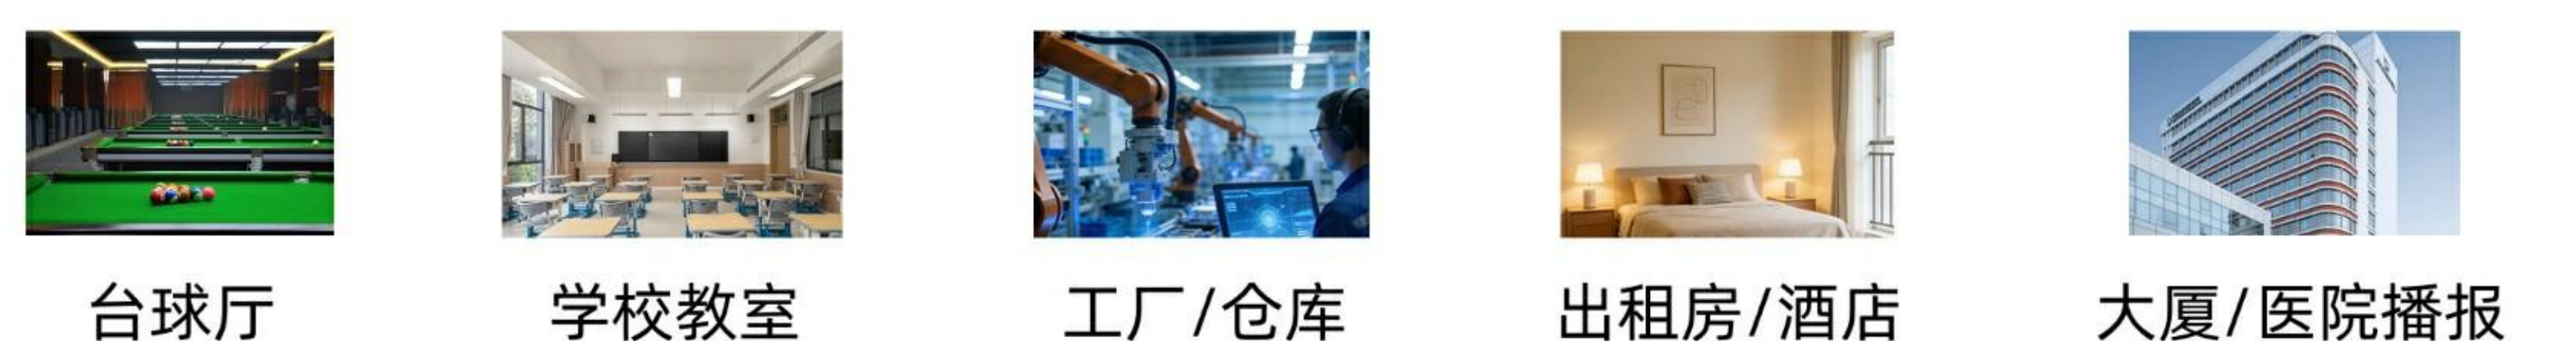 台球厅
学校教室
工厂/仓库
出租房/酒店
大厦/医院播报